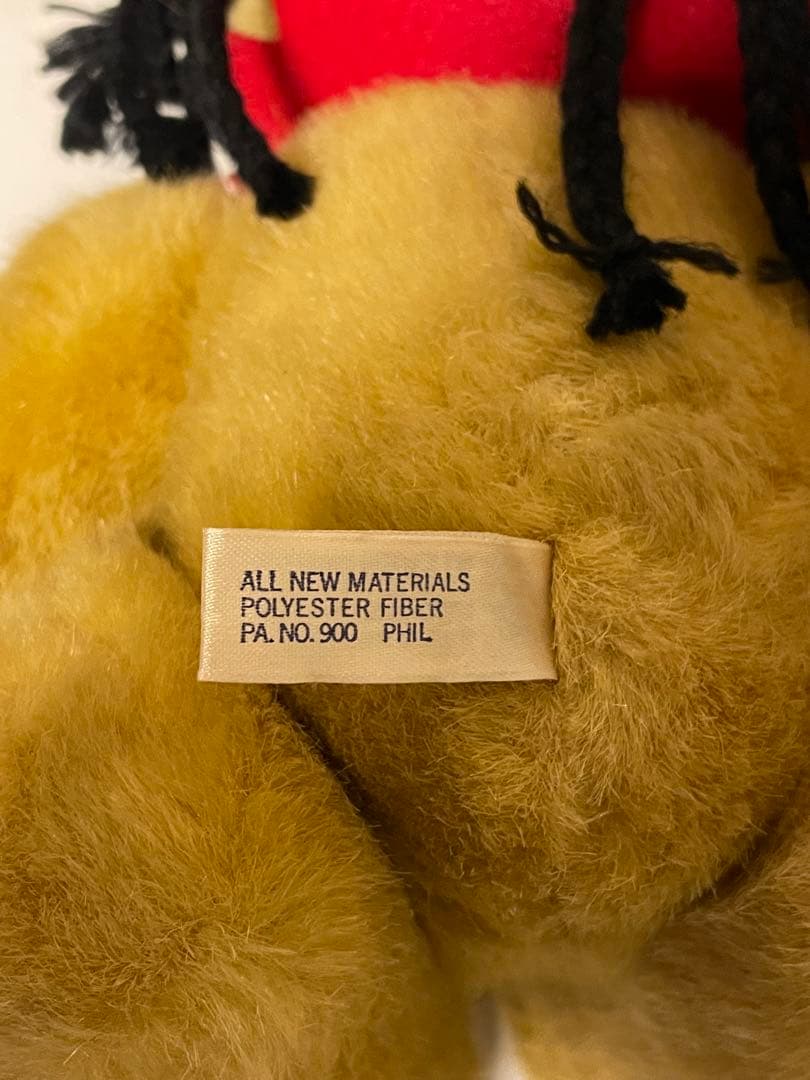 ALL NEW MATERIALS
POLYESTER FIBER
PA. NO. 900 PHIL